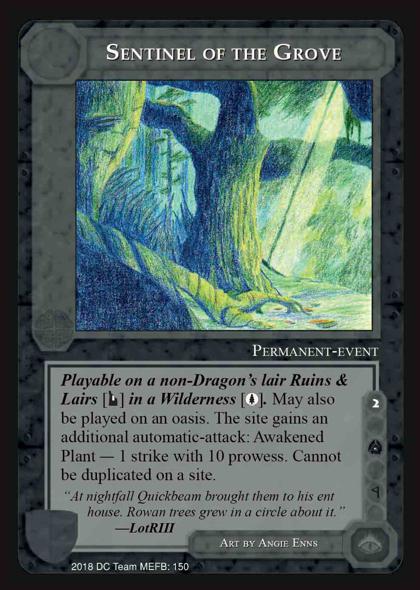 SENTINEL OF THE GROVE
PERMANENT-EVENT
Playable on a non-Dragon's lair Ruins &
Lairs [] in a Wilderness []. May also
be played on an oasis. The site gains an
additional automatic-attack: Awakened
Plant — 1 strike with 10 prowess. Cannot
be duplicated on a site.
2
“At nightfall Quickbeam brought them to his ent
house. Rowan trees grew in a circle about it.”
—LotRIII
ART BY ANGIE ENNS
2018 DC Team MEFB: 150